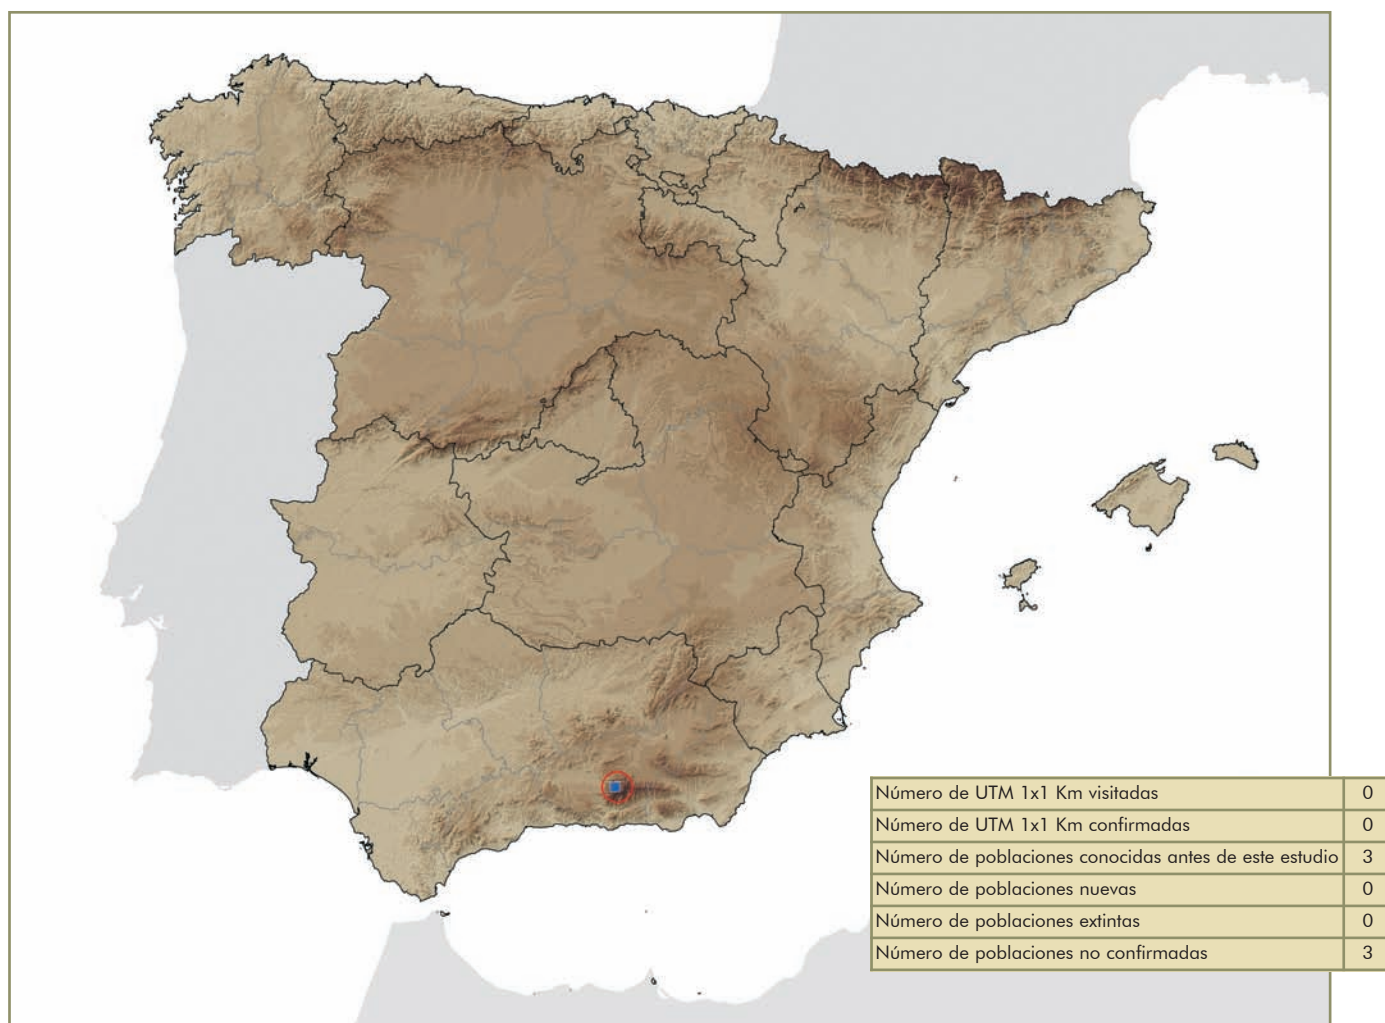 Número de UTM 1x1 Km visitadas 0
Número de UTM 1x1 Km confirmadas 0
Número de poblaciones conocidas antes de este estudio 3
Número de poblaciones nuevas 0
Número de poblaciones extintas 0
Número de poblaciones no confirmadas 3